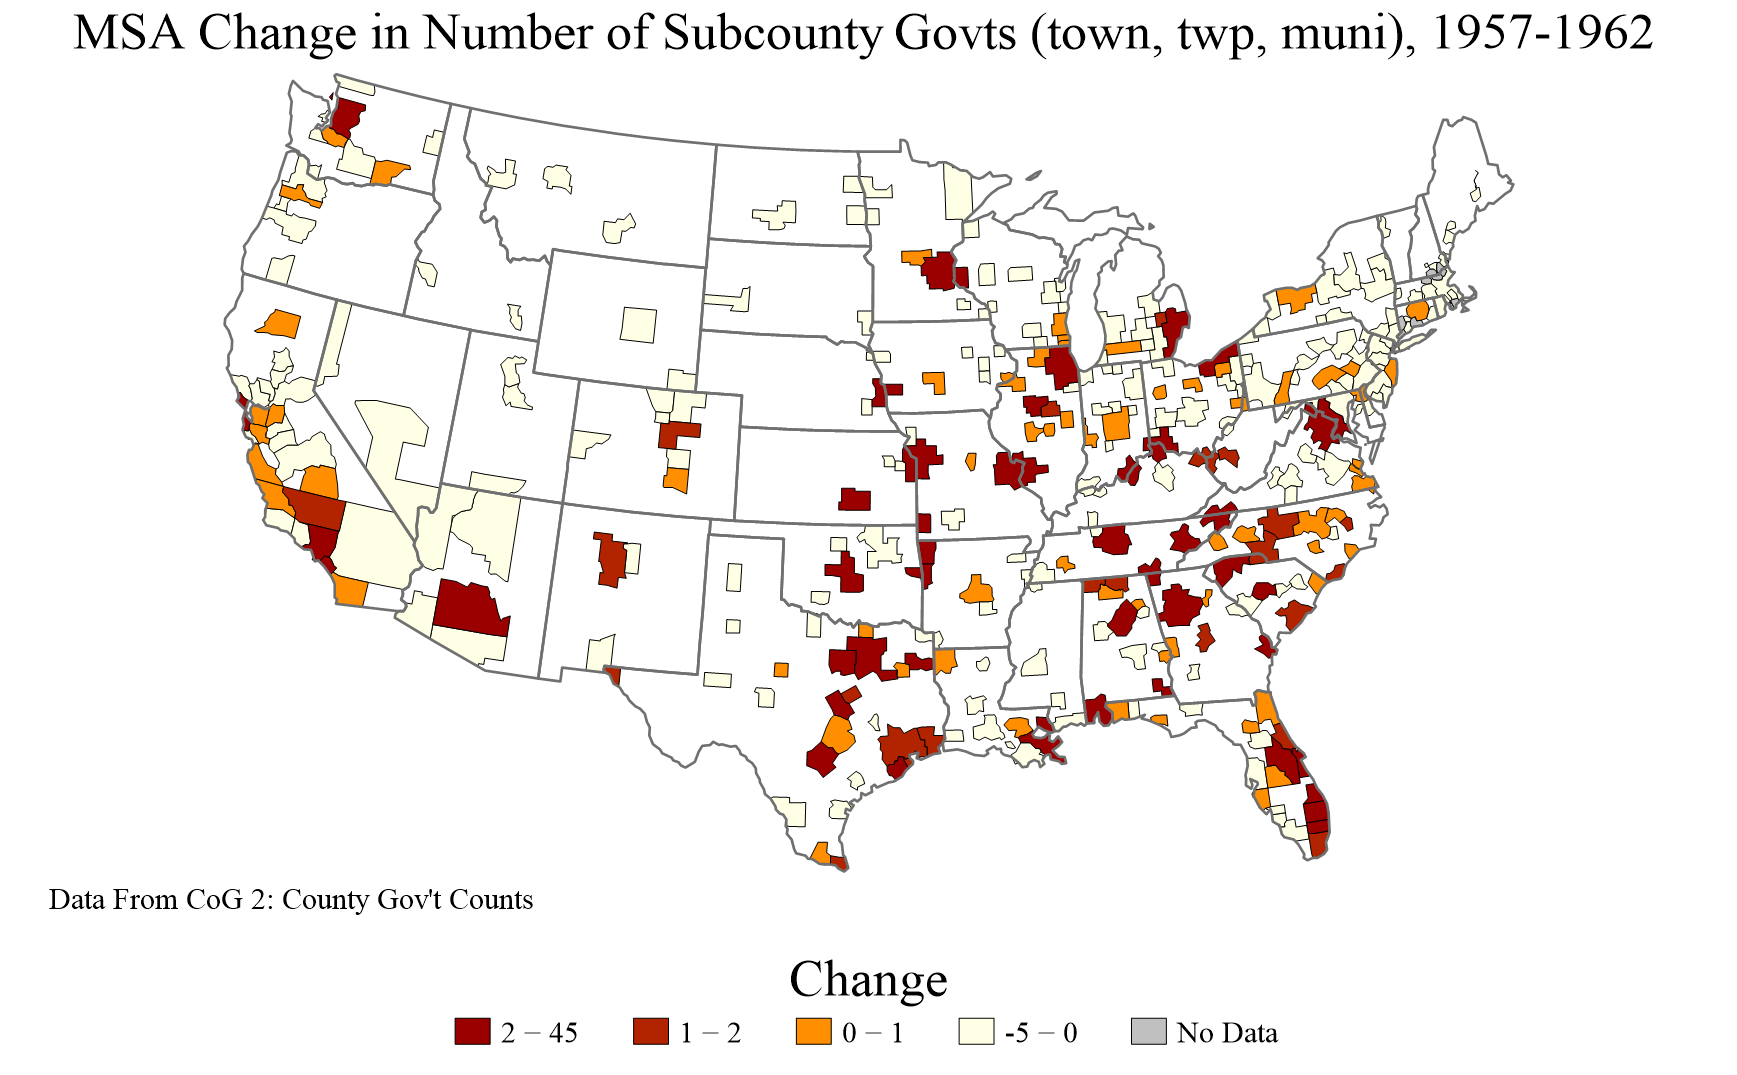 MSA Change in Number of Subcounty Govts (town, twp, muni), 1957-1962
Data From CoG 2: County Gov't Counts
Change
2 – 45 1 – 2 0 – 1 -5 – 0 No Data